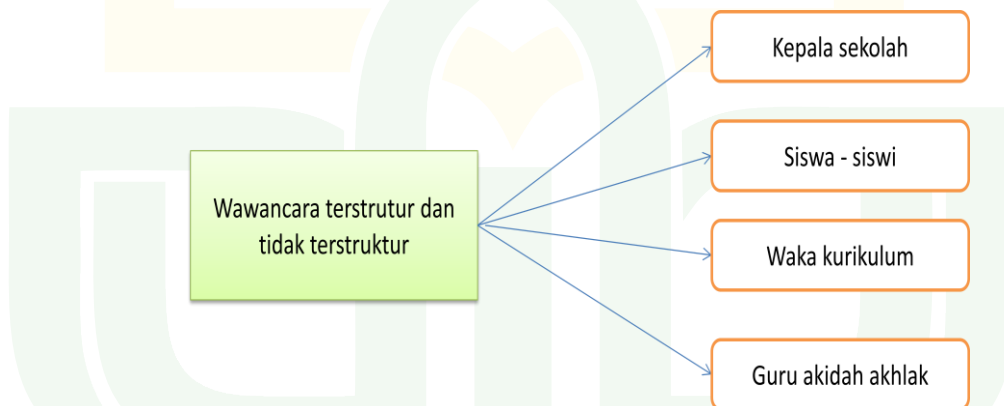 Kepala sekolah
Siswa - siswi
Wawancara terstrutur dan
tidak terstruktur
Waka kurikulum
Guru akidah akhlak